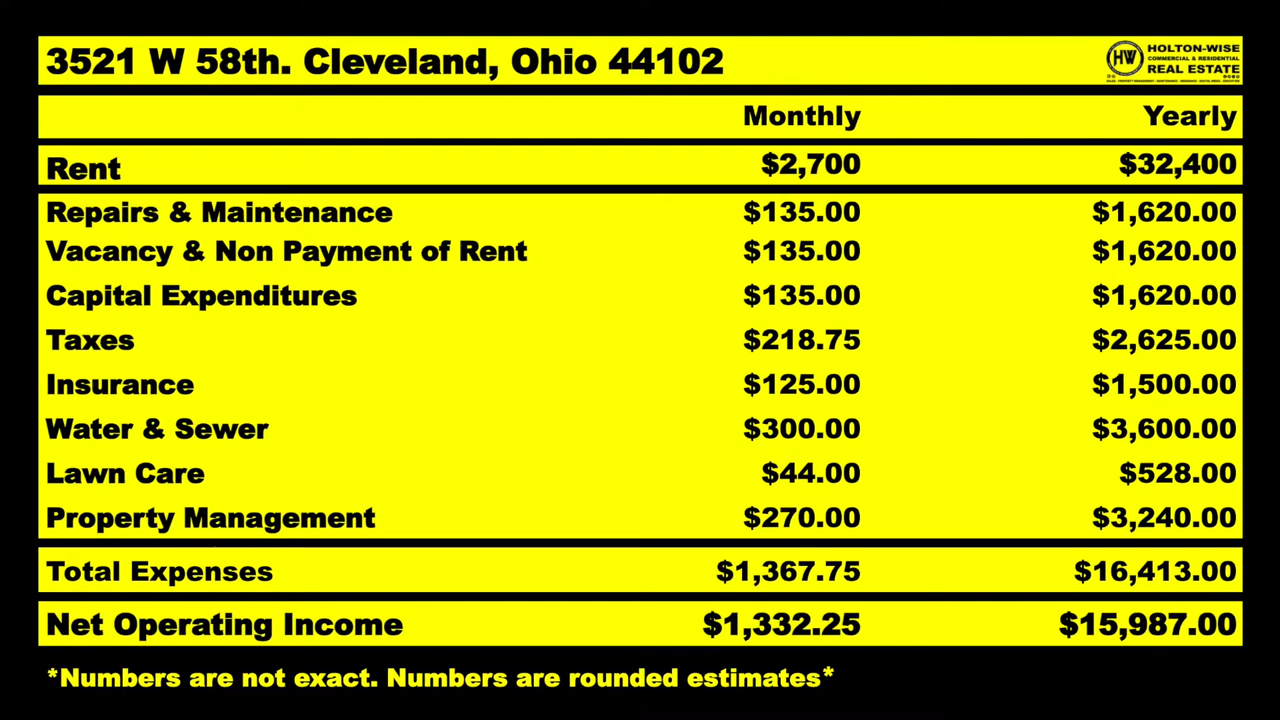 3521 W 58th. Cleveland, Ohio 44102
HW
HOLTON-WISE
COMMERCIAL & RESIDENTIAL
REAL ESTATE
Monthly Yearly
Rent $2,700 $32,400
Repairs & Maintenance $135.00 $1,620.00
Vacancy & Non Payment of Rent $135.00 $1,620.00
Capital Expenditures $135.00 $1,620.00
Taxes $218.75 $2,625.00
Insurance $125.00 $1,500.00
Water & Sewer $300.00 $3,600.00
Lawn Care $44.00 $528.00
Property Management $270.00 $3,240.00
Total Expenses $1,367.75 $16,413.00
Net Operating Income $1,332.25 $15,987.00
*Numbers are not exact. Numbers are rounded estimates*